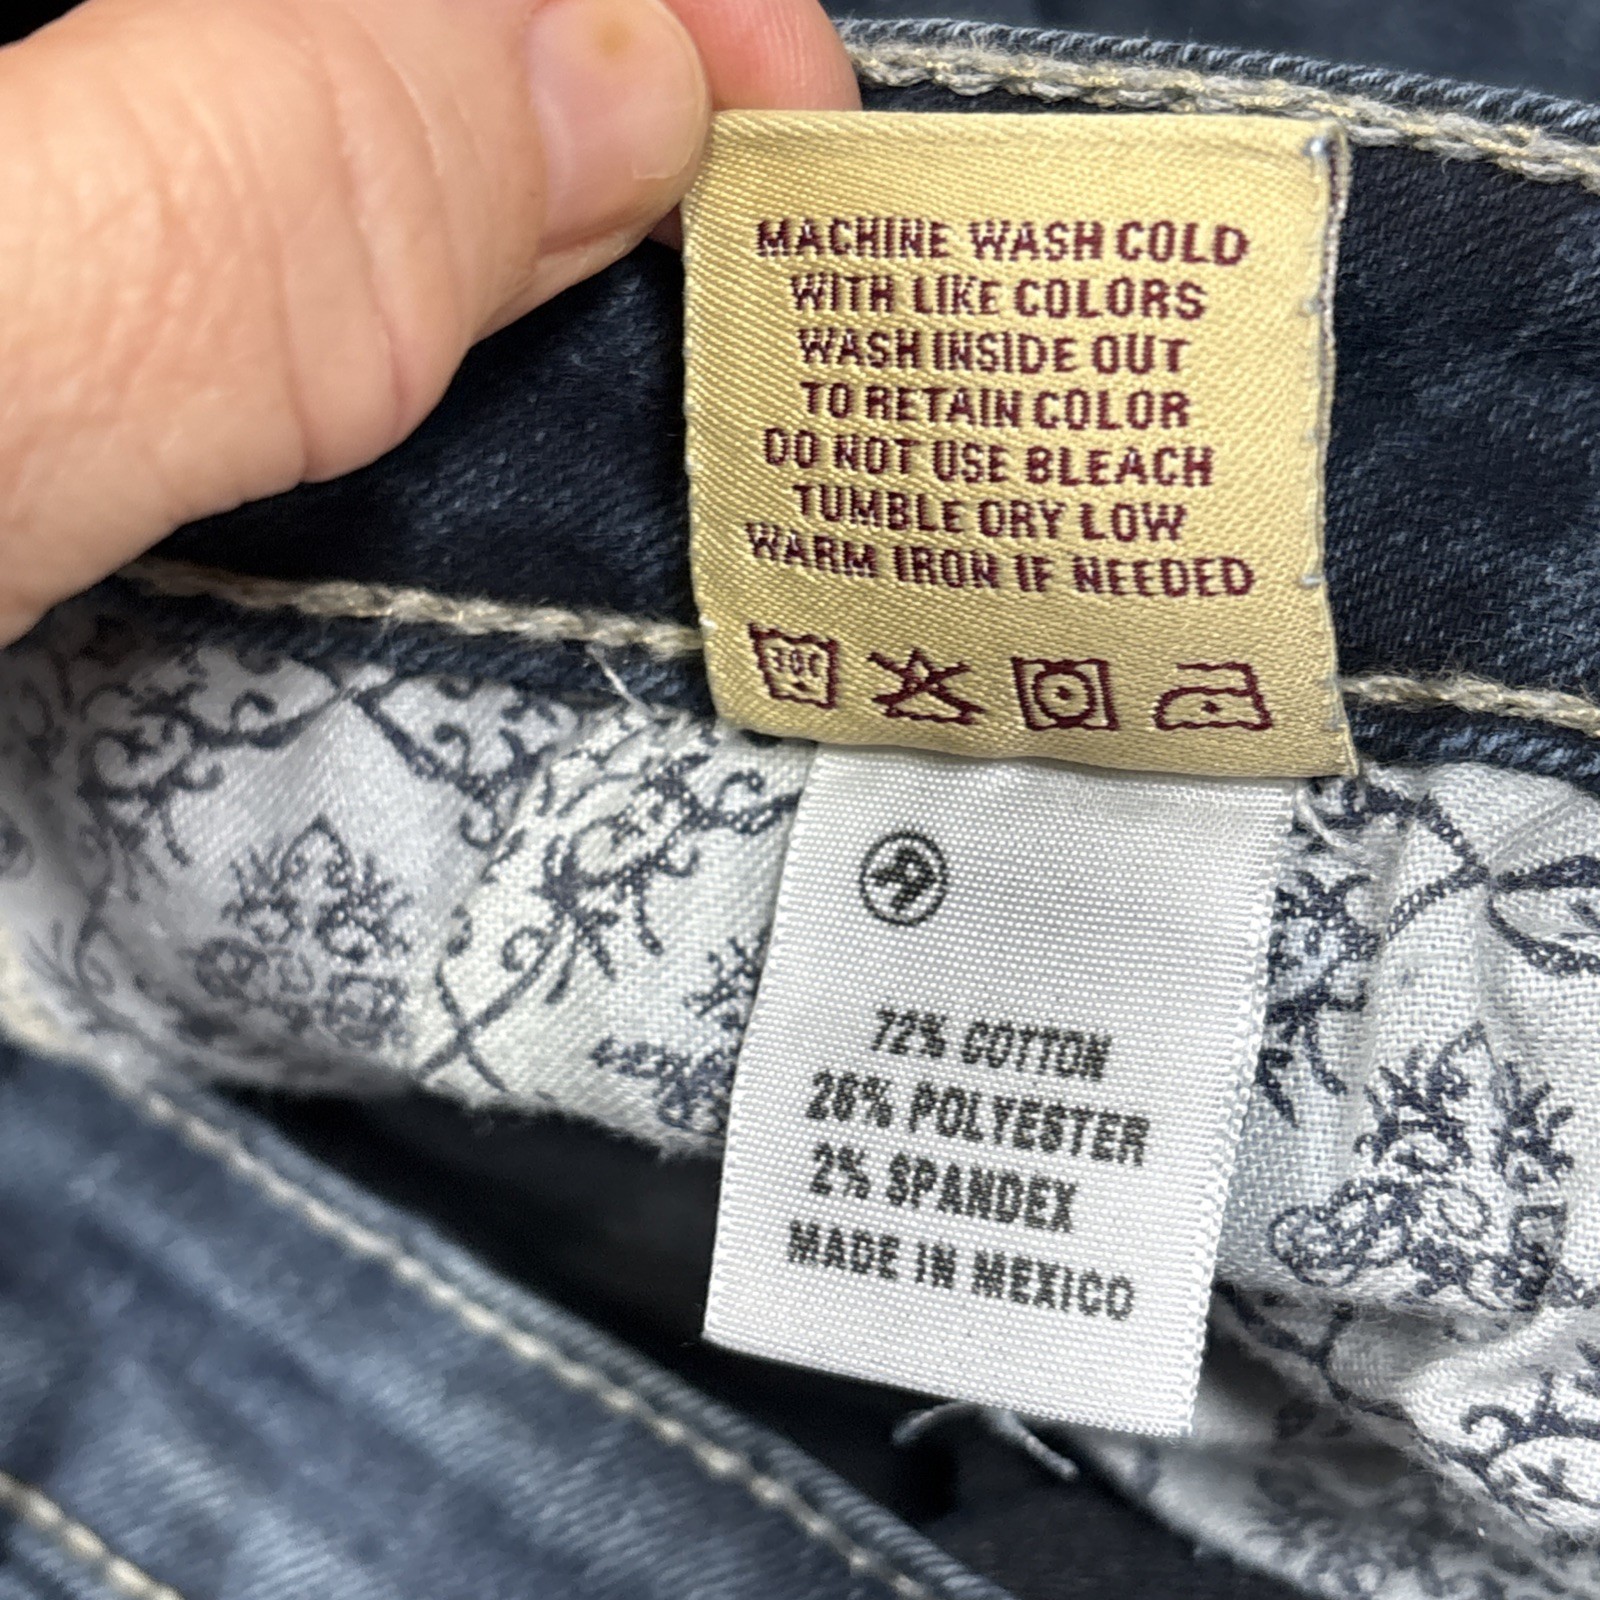 MACHINE WASH COLD
WITH LIKE COLORS
WASH INSIDE OUT
TO RETAIN COLOR
DO NOT USE BLEACH
TUMBLE DRY LOW
WARM IRON IF NEEDED
30C
72% COTTON
26% POLYESTER
2% SPANDEX
MADE IN MEXICO